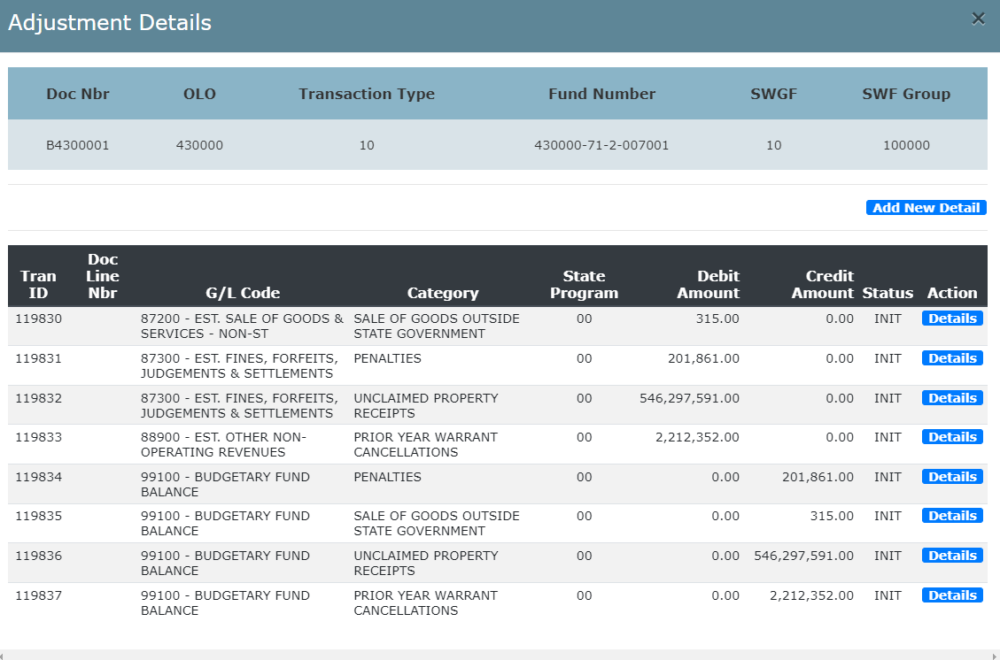 Adjustment Details ×
Doc Nbr OLO Transaction Type Fund Number SWGF SWF Group
B4300001 430000 10 430000-71-2-007001 10 100000
Add New Detail
Tran ID Doc Line Nbr G/L Code Category State Program Debit Amount Credit Amount Status Action
119830 87200 - EST. SALE OF GOODS & SALE OF GOODS OUTSIDE 00 315.00 0.00 INIT Details
SERVICES - NON-ST STATE GOVERNMENT
119831 87300 - EST. FINES, FORFEITS, PENALTIES 00 201,861.00 0.00 INIT Details
JUDGEMENTS & SETTLEMENTS
119832 87300 - EST. FINES, FORFEITS, UNCLAIMED PROPERTY 00 546,297,591.00 0.00 INIT Details
JUDGEMENTS & SETTLEMENTS RECEIPTS
119833 88900 - EST. OTHER NON- PRIOR YEAR WARRANT 00 2,212,352.00 0.00 INIT Details
OPERATING REVENUES CANCELLATIONS
119834 99100 - BUDGETARY FUND PENALTIES 00 0.00 201,861.00 INIT Details
BALANCE
119835 99100 - BUDGETARY FUND SALE OF GOODS OUTSIDE 00 0.00 315.00 INIT Details
BALANCE STATE GOVERNMENT
119836 99100 - BUDGETARY FUND UNCLAIMED PROPERTY 00 0.00 546,297,591.00 INIT Details
BALANCE RECEIPTS
119837 99100 - BUDGETARY FUND PRIOR YEAR WARRANT 00 0.00 2,212,352.00 INIT Details
BALANCE CANCELLATIONS